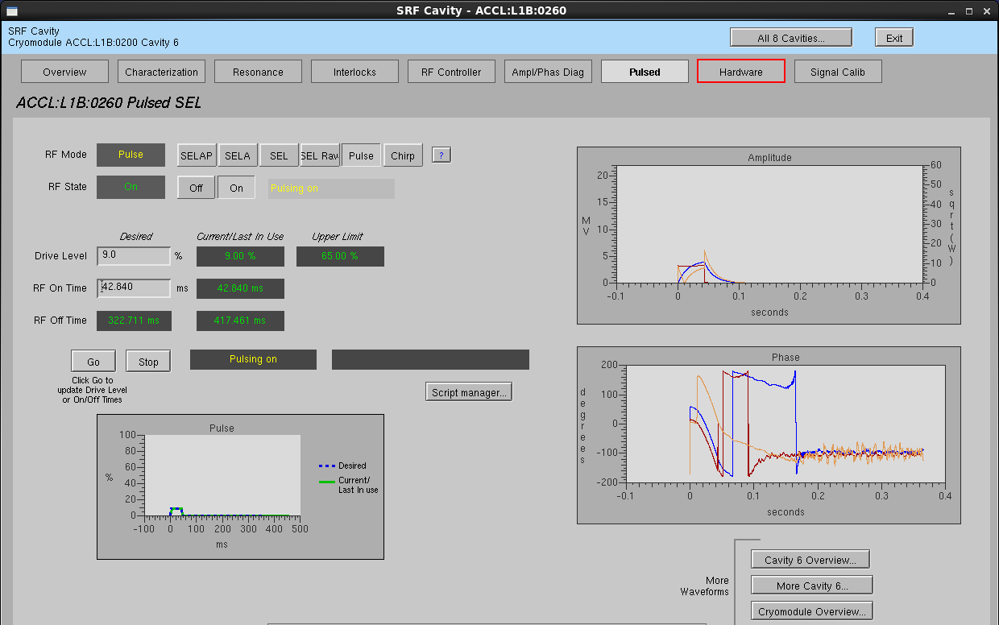 SRF Cavity - ACCL:L1B:0260
SRF Cavity
Cryomodule ACCL:L1B:0200 Cavity 6
All 8 Cavities...
Exit
Overview
Characterization
Resonance
Interlocks
RF Controller
Ampl/Phas Diag
Pulsed
Hardware
Signal Calib
ACCL:L1B:0260 Pulsed SEL
RF Mode
Pulse
SELAP
SELA
SEL
SEL Raw
Pulse
Chirp
?
RF State
On
Off
On
Pulsing on
Desired
Current/Last In Use
Upper Limit
Drive Level
9.0
%
9.00 %
65.00 %
RF On Time
42.840
ms
42.840 ms
RF Off Time
322.711 ms
417.461 ms
Go
Stop
Pulsing on
Click Go to
update Drive Level
or On/Off Times
Script manager...
Pulse
100
80
60
40
20
0
%
-100
0
100
200
300
400
500
ms
Desired
Current/
Last In use
Amplitude
20
15
10
5
0
MV
60
50
40
30
20
10
0
sqrt(W)
-0.1
0
0.1
0.2
0.3
0.4
seconds
Phase
200
100
0
-100
-200
degrees
-0.1
0
0.1
0.2
0.3
0.4
seconds
More
Waveforms
Cavity 6 Overview...
More Cavity 6...
Cryomodule Overview...